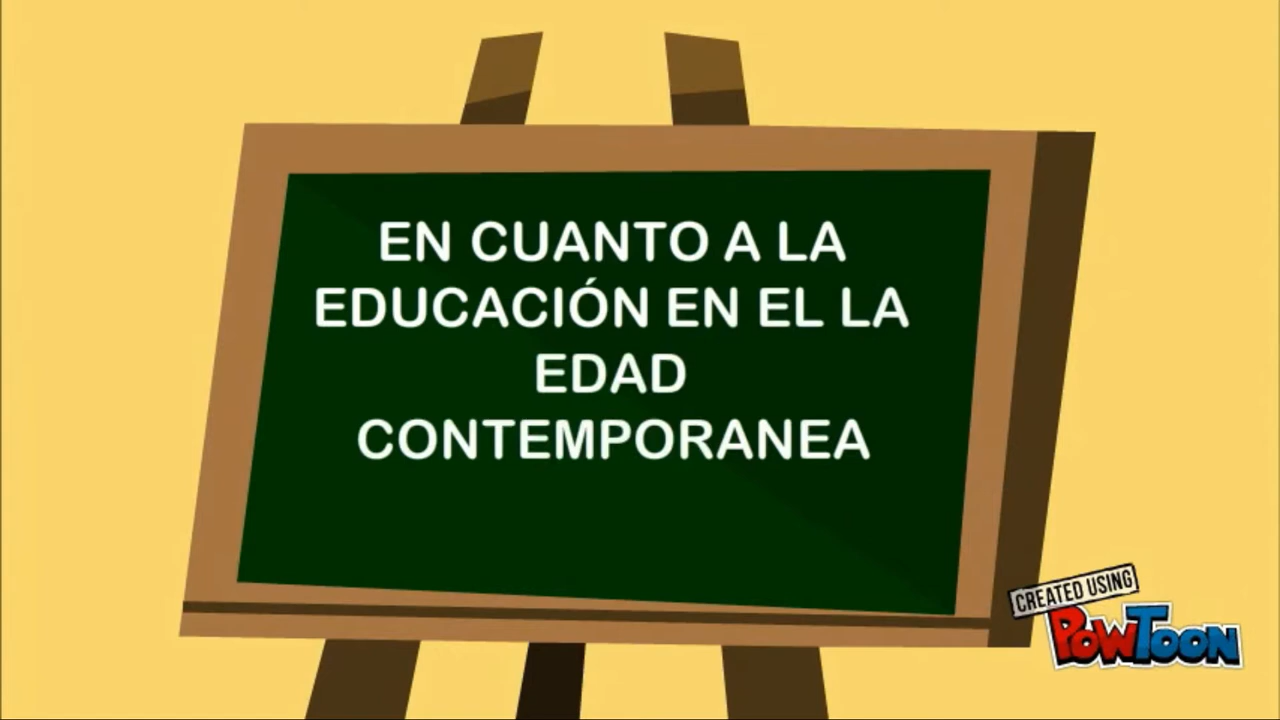 EN CUANTO A LA
EDUCACIÓN EN EL LA
EDAD
CONTEMPORANEA
CREATED USING
POWTOON